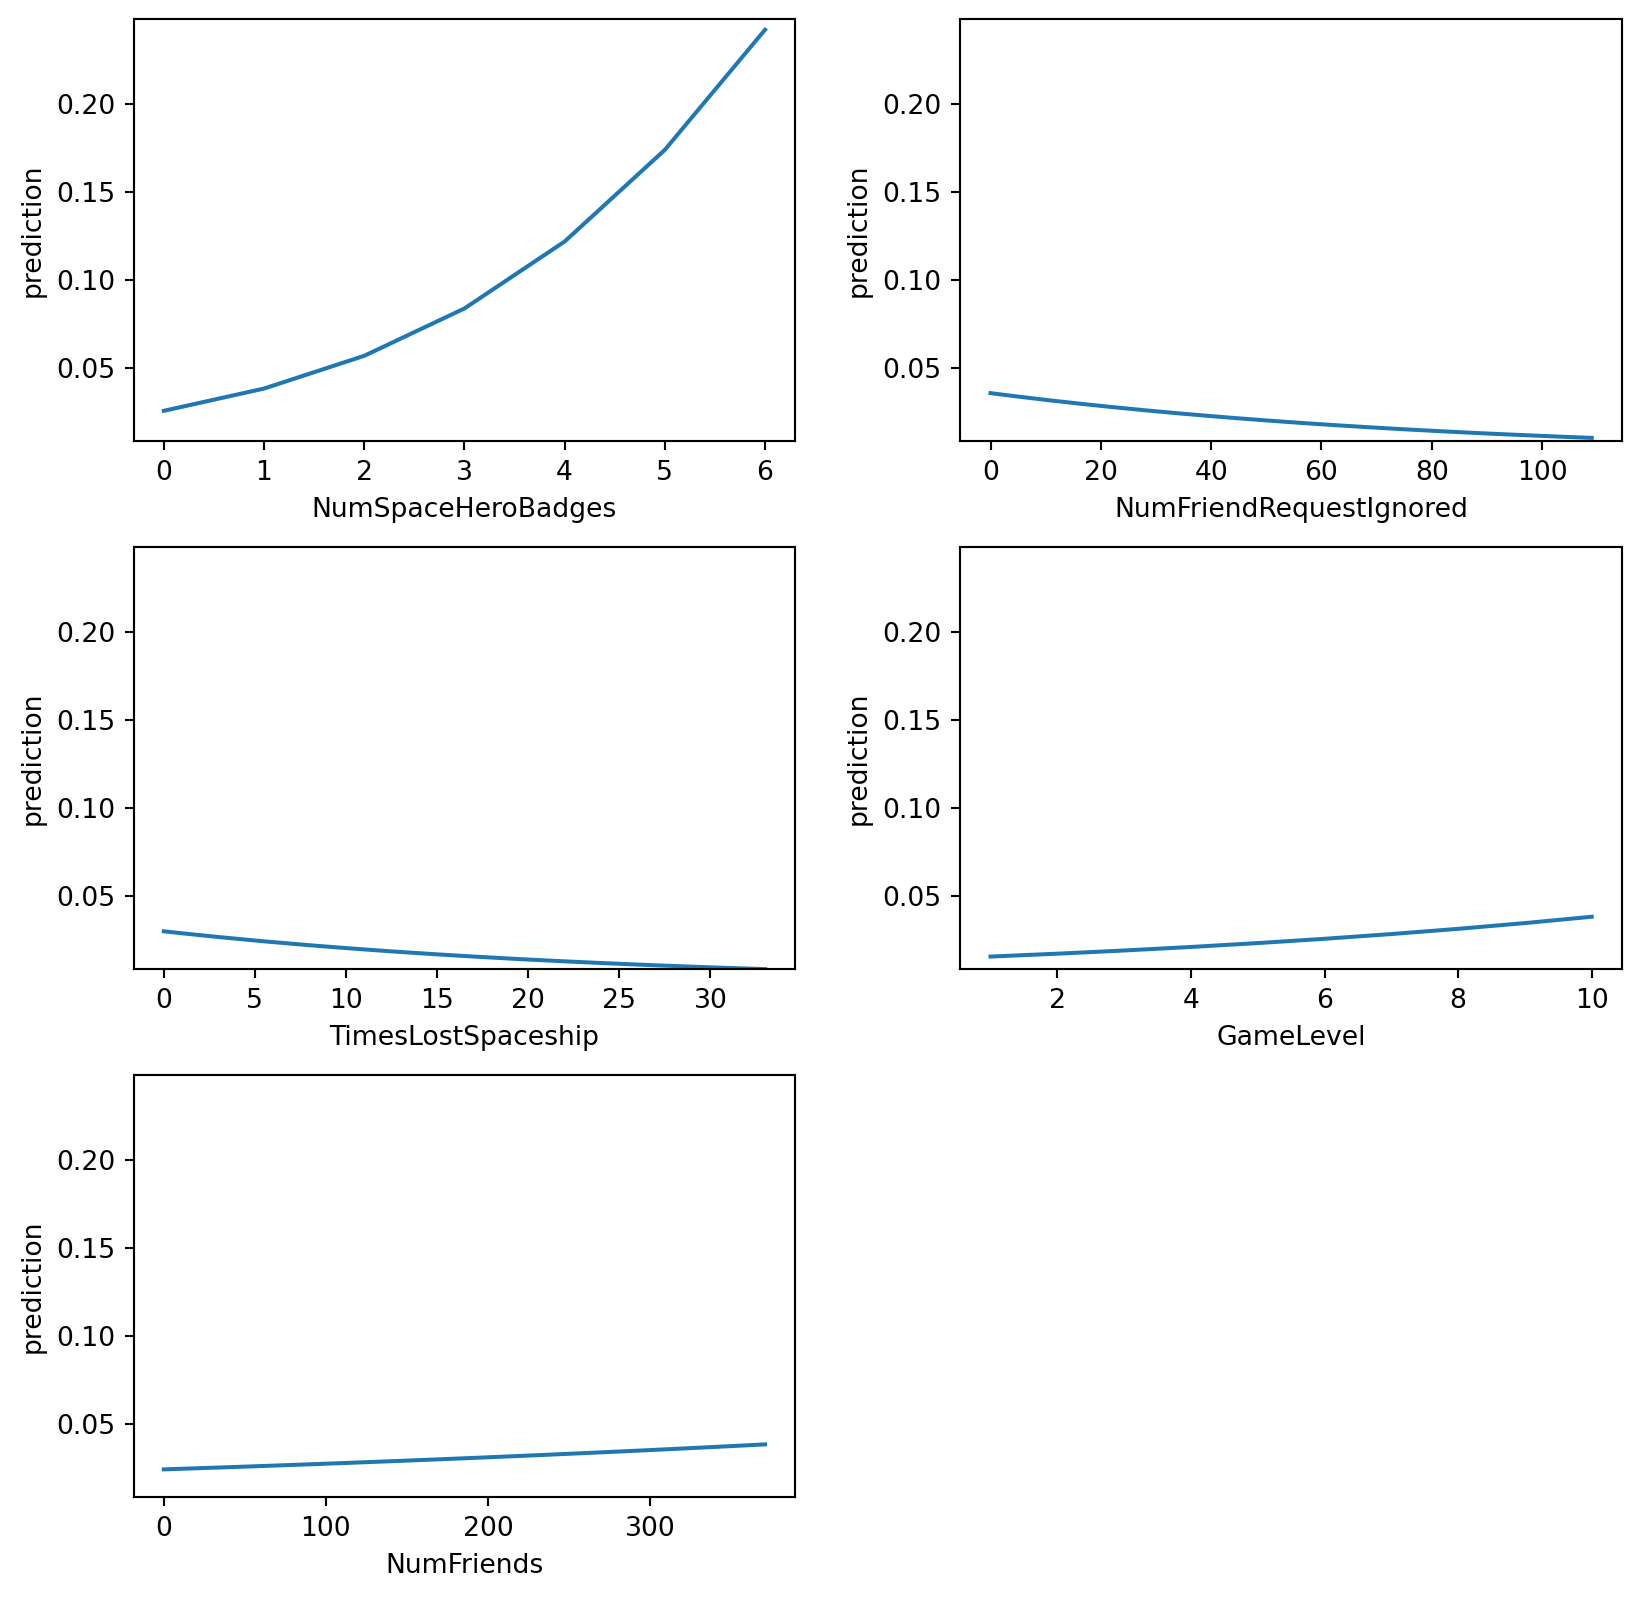 prediction
0.20
0.15
0.10
0.05
0 1 2 3 4 5 6
NumSpaceHeroBadges
prediction
0.20
0.15
0.10
0.05
0 20 40 60 80 100
NumFriendRequestIgnored
prediction
0.20
0.15
0.10
0.05
0 5 10 15 20 25 30
TimesLostSpaceship
prediction
0.20
0.15
0.10
0.05
2 4 6 8 10
GameLevel
prediction
0.20
0.15
0.10
0.05
0 100 200 300
NumFriends